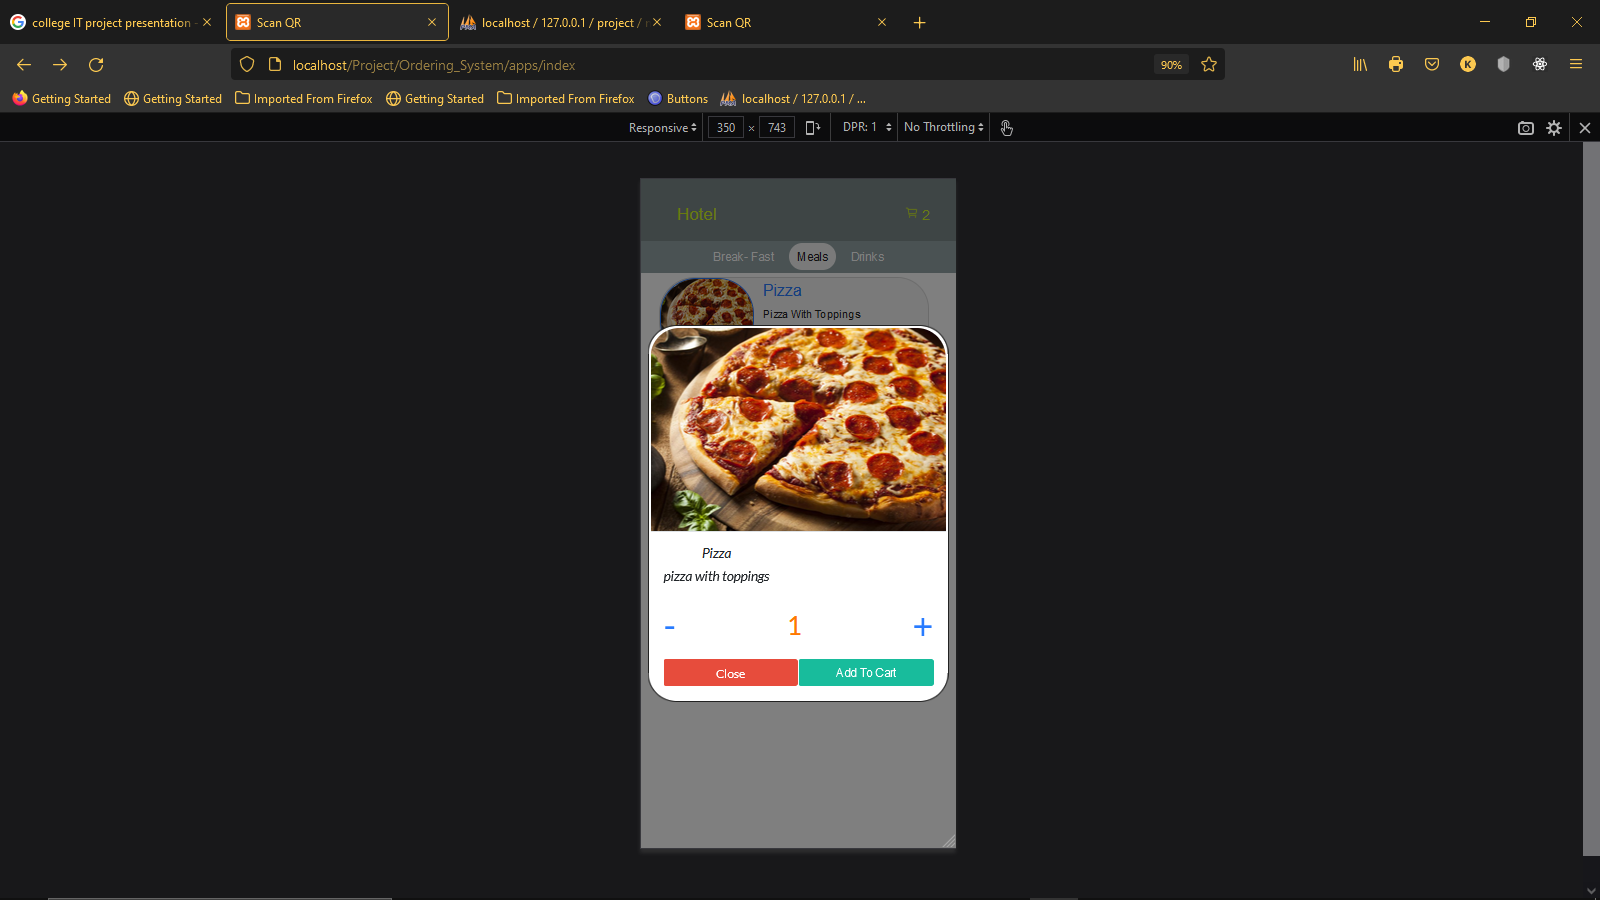 college IT project presentation -
Scan QR
localhost / 127.0.0.1 / project /
Scan QR
localhost/Project/Ordering_System/apps/index
90%
K
Getting Started
Getting Started
Imported From Firefox
Getting Started
Imported From Firefox
Buttons
localhost / 127.0.0.1 / ...
Responsive
350 × 743
DPR: 1
No Throttling
Hotel
2
Break- Fast
Meals
Drinks
Pizza
Pizza With Toppings
Pizza
pizza with toppings
- 1 +
Close
Add To Cart